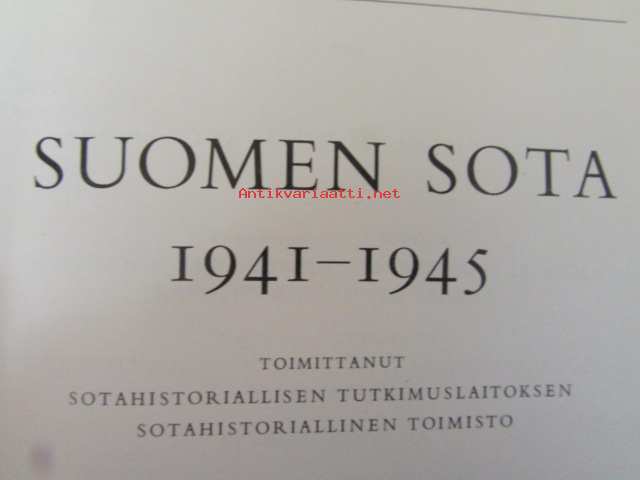 SUOMEN SOTA
Antikvariaatti.net
1941–1945
TOIMITTANUT
SOTAHISTORIALLISEN TUTKIMUSLAITOKSEN
SOTAHISTORIALLINEN TOIMISTO